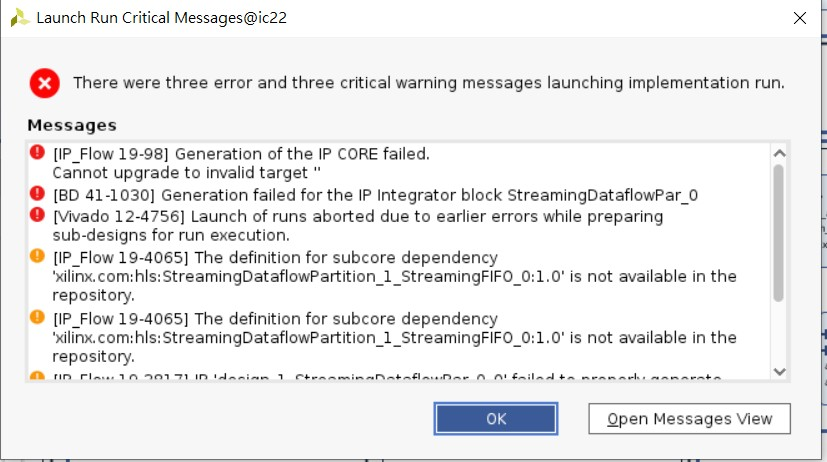 Launch Run Critical Messages@ic22
There were three error and three critical warning messages launching implementation run.
Messages
[IP_Flow 19-98] Generation of the IP CORE failed.
Cannot upgrade to invalid target ''
[BD 41-1030] Generation failed for the IP Integrator block StreamingDataflowPar_0
[Vivado 12-4756] Launch of runs aborted due to earlier errors while preparing
sub-designs for run execution.
[IP_Flow 19-4065] The definition for subcore dependency
'xilinx.com:hls:StreamingDataflowPartition_1_StreamingFIFO_0:1.0' is not available in the
repository.
[IP_Flow 19-4065] The definition for subcore dependency
'xilinx.com:hls:StreamingDataflowPartition_1_StreamingFIFO_0:1.0' is not available in the
repository.
[IP_Flow 19-3817] IP 'design_1_StreamingDataflowPar_0_0' failed to properly generate
OK
Open Messages View